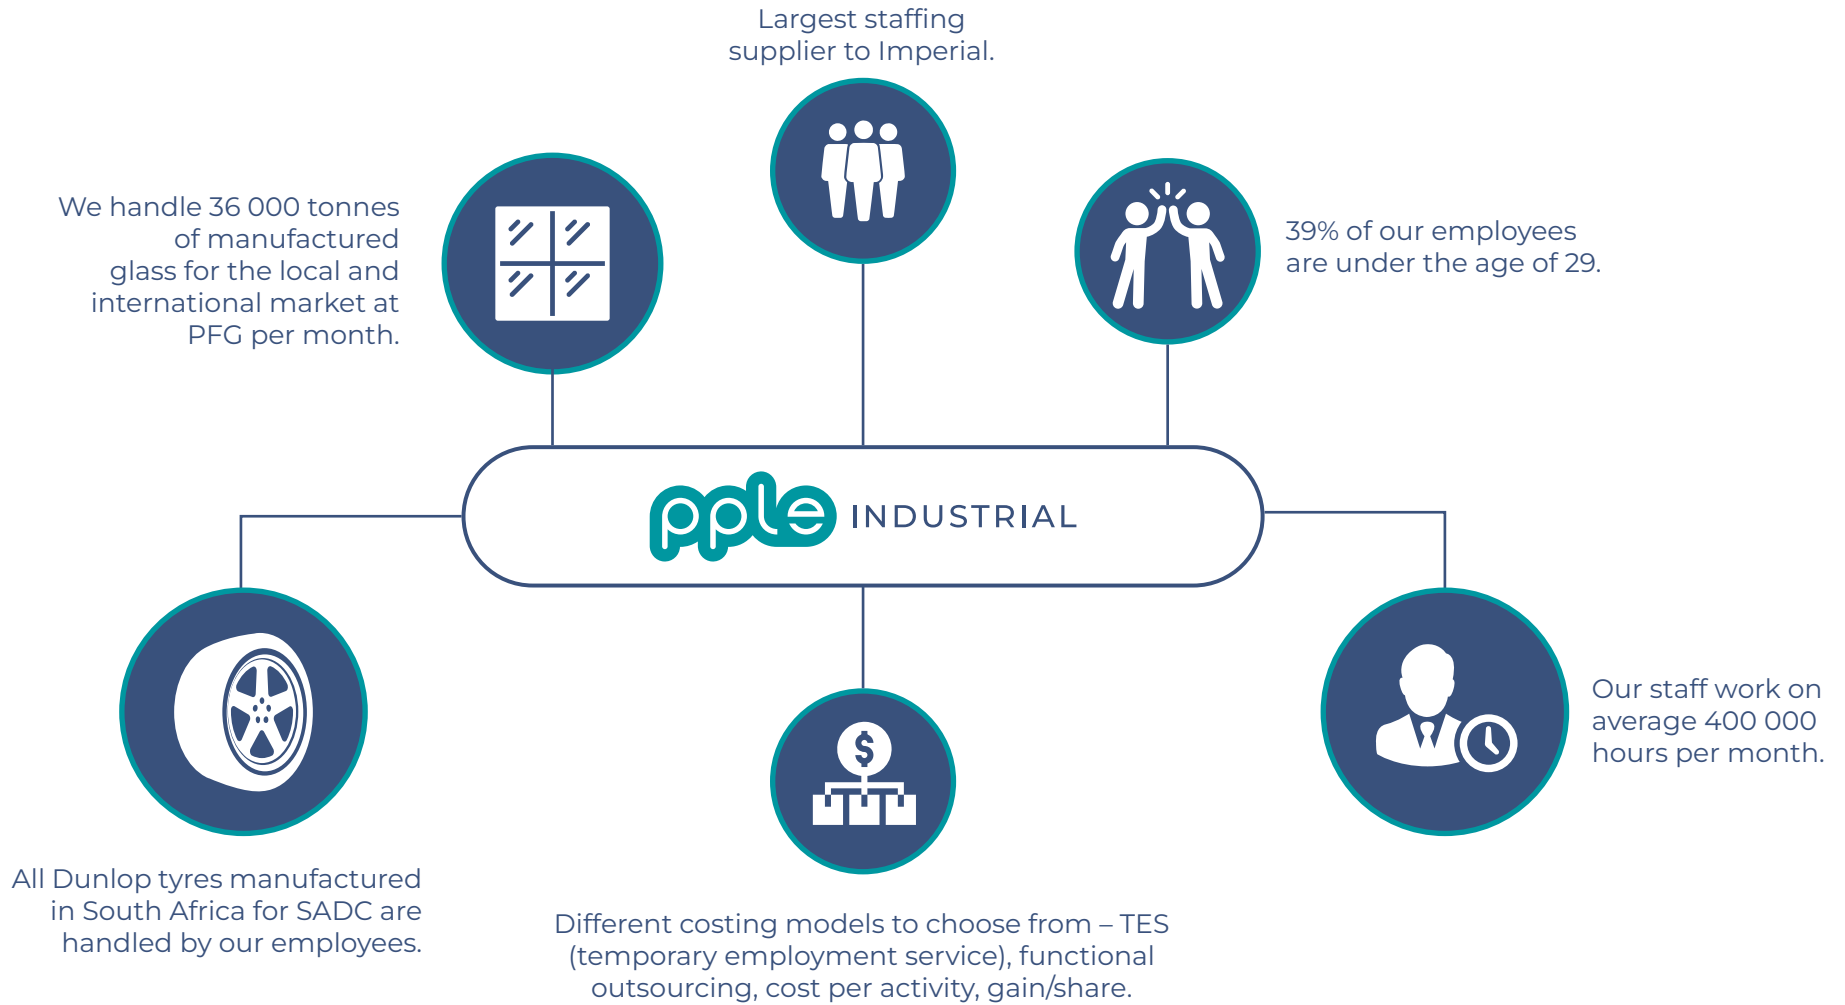 Largest staffing
supplier to Imperial.
We handle 36 000 tonnes
of manufactured
glass for the local and
international market at
PFG per month.
39% of our employees
are under the age of 29.
pple INDUSTRIAL
All Dunlop tyres manufactured
in South Africa for SADC are
handled by our employees.
$
Different costing models to choose from – TES
(temporary employment service), functional
outsourcing, cost per activity, gain/share.
Our staff work on
average 400 000
hours per month.